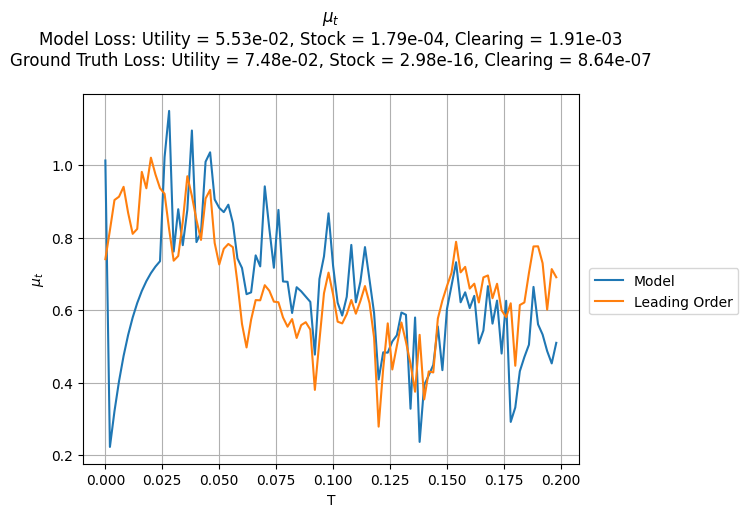 μt
Model Loss: Utility = 5.53e-02, Stock = 1.79e-04, Clearing = 1.91e-03
Ground Truth Loss: Utility = 7.48e-02, Stock = 2.98e-16, Clearing = 8.64e-07
1.0
0.8
0.6
0.4
0.2
μt
0.000 0.025 0.050 0.075 0.100 0.125 0.150 0.175 0.200
T
Model
Leading Order